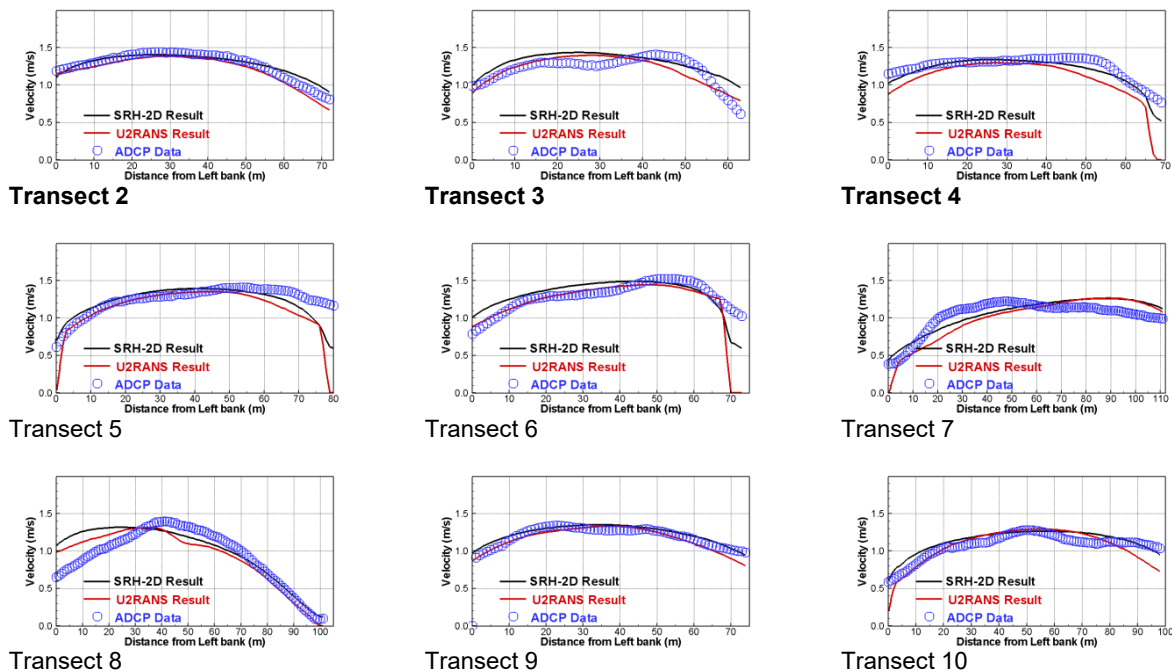 Velocity (m/s)
1.5
1.0
0.5
0.0
SRH-2D Result
U2RANS Result
ADCP Data
0 10 20 30 40 50 60 70
Distance from Left bank (m)
Transect 2
Velocity (m/s)
1.5
1.0
0.5
0.0
SRH-2D Result
U2RANS Result
ADCP Data
0 10 20 30 40 50 60
Distance from Left bank (m)
Transect 3
Velocity (m/s)
1.5
1.0
0.5
0.0
SRH-2D Result
U2RANS Result
ADCP Data
0 10 20 30 40 50 60 70
Distance from Left bank (m)
Transect 4
Velocity (m/s)
1.5
1.0
0.5
0.0
SRH-2D Result
U2RANS Result
ADCP Data
0 10 20 30 40 50 60 70 80
Distance from Left bank (m)
Transect 5
Velocity (m/s)
1.5
1.0
0.5
0.0
SRH-2D Result
U2RANS Result
ADCP Data
0 10 20 30 40 50 60 70
Distance from Left bank (m)
Transect 6
Velocity (m/s)
1.5
1.0
0.5
0.0
SRH-2D Result
U2RANS Result
ADCP Data
0 10 20 30 40 50 60 70 80 90 100 110
Distance from Left bank (m)
Transect 7
Velocity (m/s)
1.5
1.0
0.5
0.0
SRH-2D Result
U2RANS Result
ADCP Data
0 10 20 30 40 50 60 70 80 90 100
Distance from Left bank (m)
Transect 8
Velocity (m/s)
1.5
1.0
0.5
0.0
SRH-2D Result
U2RANS Result
ADCP Data
0 10 20 30 40 50 60 70
Distance from Left bank (m)
Transect 9
Velocity (m/s)
1.5
1.0
0.5
0.0
SRH-2D Result
U2RANS Result
ADCP Data
0 10 20 30 40 50 60 70 80 90 100
Distance from Left bank (m)
Transect 10